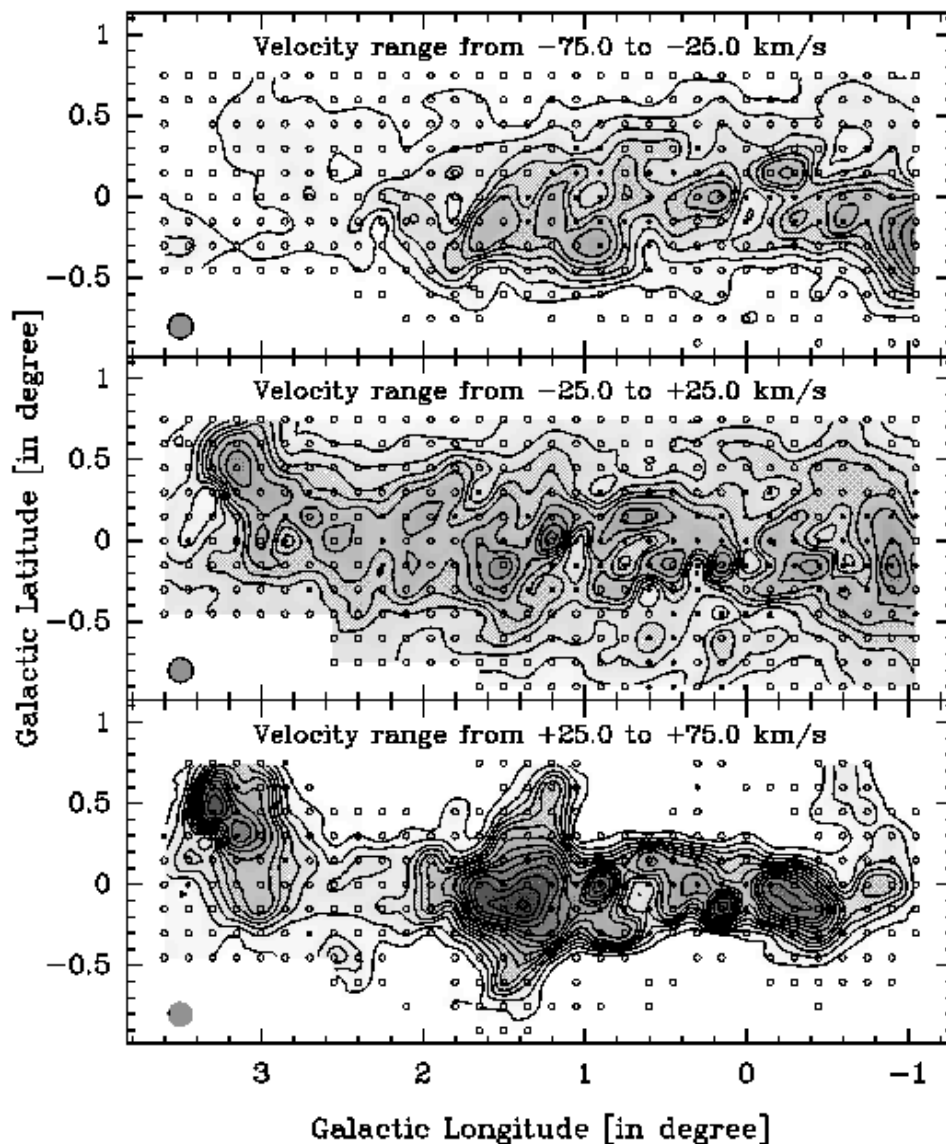 Velocity range from −75.0 to −25.0 km/s
1
0.5
0
−0.5
Velocity range from −25.0 to +25.0 km/s
1
0.5
0
−0.5
Velocity range from +25.0 to +75.0 km/s
1
0.5
0
−0.5
3 2 1 0 −1
Galactic Latitude [in degree]
Galactic Longitude [in degree]